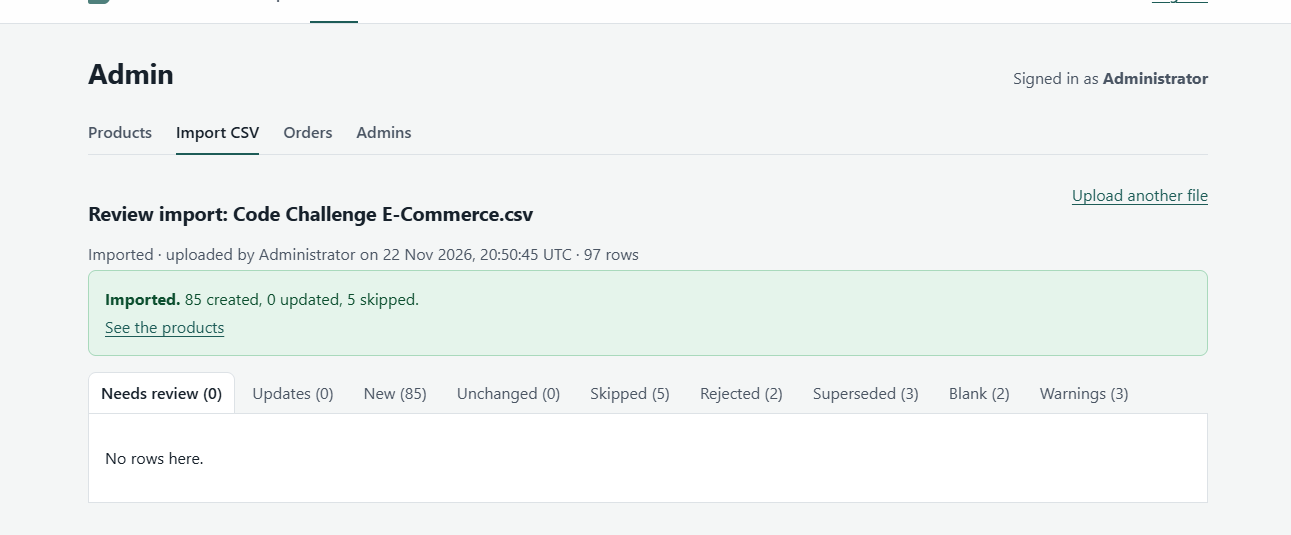 Admin
Signed in as Administrator
Products Import CSV Orders Admins
Upload another file
Review import: Code Challenge E-Commerce.csv
Imported · uploaded by Administrator on 22 Nov 2026, 20:50:45 UTC · 97 rows
Imported. 85 created, 0 updated, 5 skipped.
See the products
Needs review (0) Updates (0) New (85) Unchanged (0) Skipped (5) Rejected (2) Superseded (3) Blank (2) Warnings (3)
No rows here.